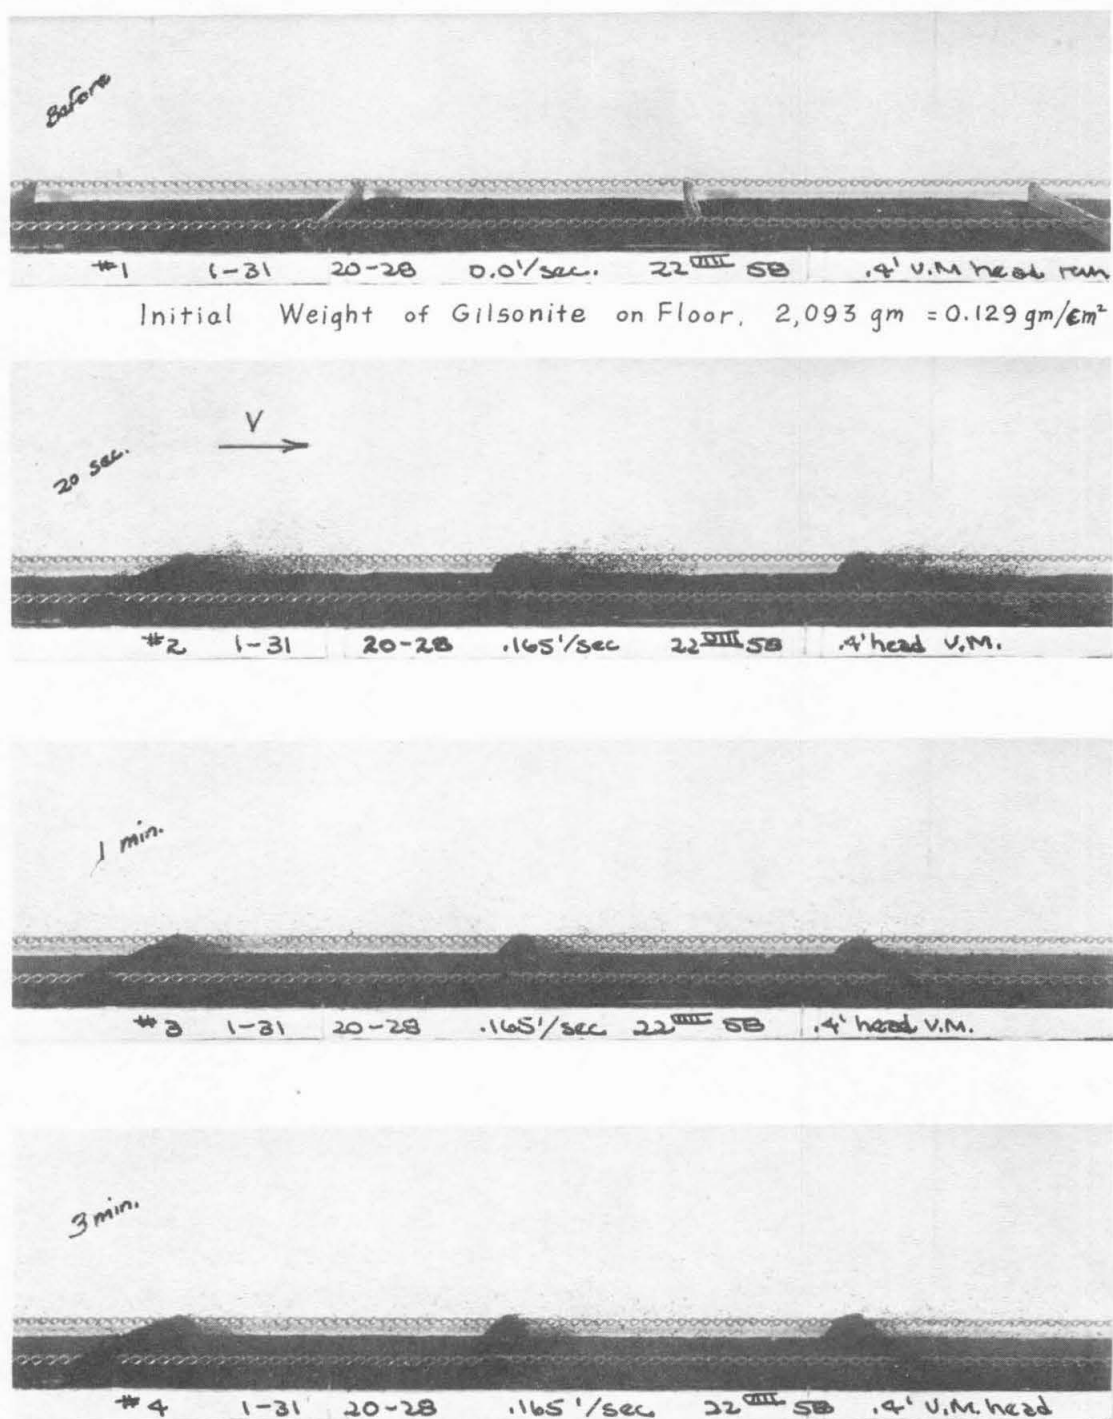 Before
#1 1-31 20-28 0.0'/sec. 22 VIII 58 .4' V.M. head run
Initial Weight of Gilsonite on Floor, 2,093 gm = 0.129 gm/cm²
V
20 sec.
#2 1-31 20-28 .165'/sec 22 VIII 58 .4' head V.M.
1 min.
#3 1-31 20-28 .165'/sec 22 VIII 58 .4' head V.M.
3 min.
#4 1-31 20-28 .165'/sec 22 VIII 58 .4' V.M. head